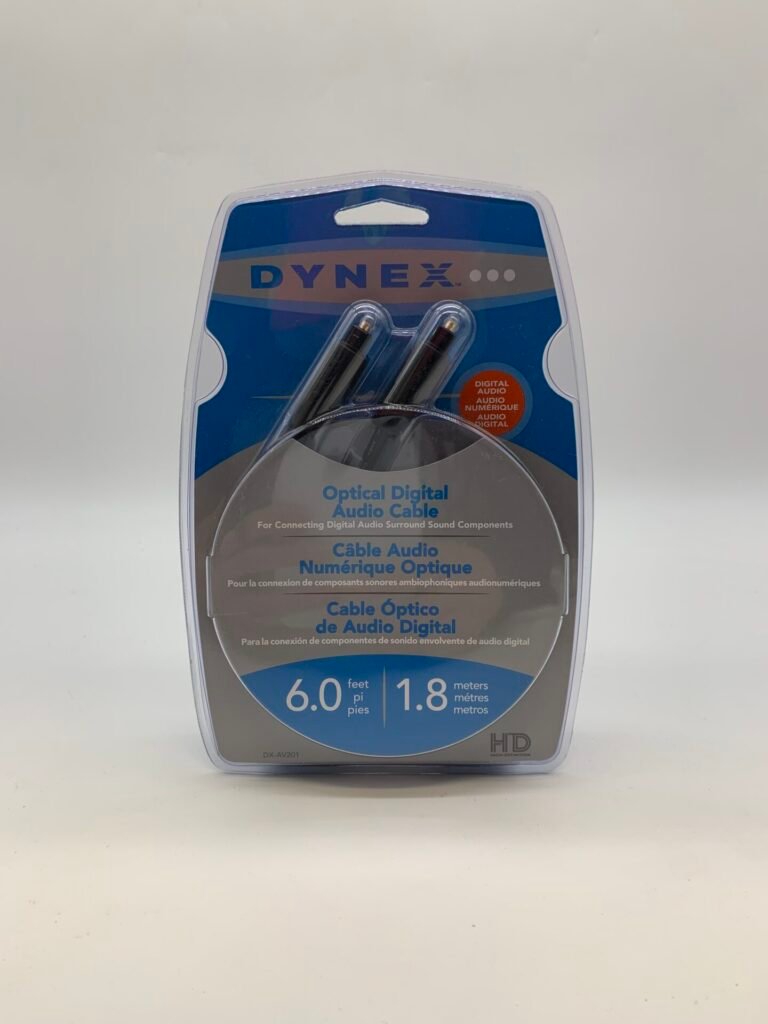 DYNEX™
DIGITAL
AUDIO
AUDIO
NUMÉRIQUE
AUDIO
DIGITAL
Optical Digital
Audio Cable
For Connecting Digital Audio Surround Sound Components
Câble Audio
Numérique Optique
Pour la connexion de composants sonores ambiophoniques audionumériques
Cable Óptico
de Audio Digital
Para la conexión de componentes de sonido envolvente de audio digital
6.0 feet pi pies
1.8 meters métres metros
DX-AV201
HD